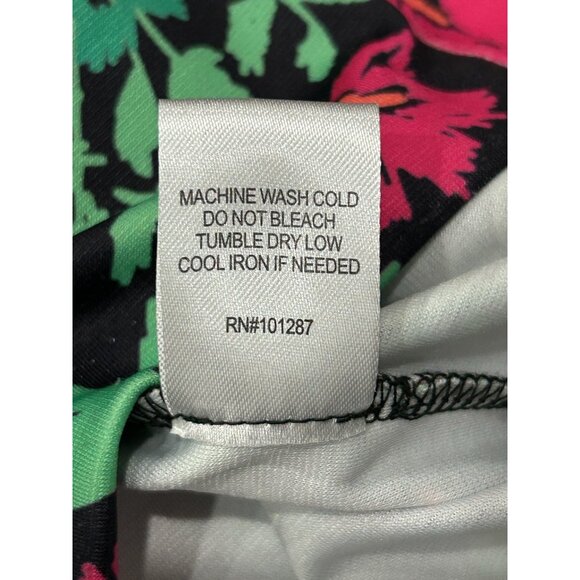 MACHINE WASH COLD
DO NOT BLEACH
TUMBLE DRY LOW
COOL IRON IF NEEDED
RN#101287